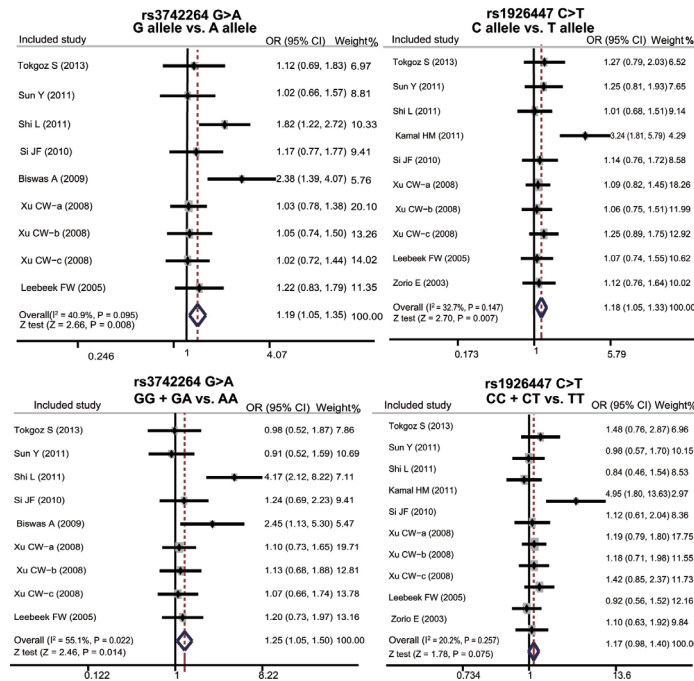 rs3742264 G>A
G allele vs. A allele
Included study OR (95% CI) Weight%
Tokgoz S (2013) 1.12 (0.69, 1.83) 6.97
Sun Y (2011) 1.02 (0.66, 1.57) 8.81
Shi L (2011) 1.82 (1.22, 2.72) 10.33
Si JF (2010) 1.17 (0.77, 1.77) 9.41
Biswas A (2009) 2.38 (1.39, 4.07) 5.76
Xu CW-a (2008) 1.03 (0.78, 1.38) 20.10
Xu CW-b (2008) 1.05 (0.74, 1.50) 13.26
Xu CW-c (2008) 1.02 (0.72, 1.44) 14.02
Leebeek FW (2005) 1.22 (0.83, 1.79) 11.35
Overall(I² = 40.9%, P = 0.095) 1.19 (1.05, 1.35) 100.00
Z test (Z = 2.66, P = 0.008)
0.246 1 4.07
rs1926447 C>T
C allele vs. T allele
Included study OR (95% CI) Weight%
Tokgoz S (2013) 1.27 (0.79, 2.03) 6.52
Sun Y (2011) 1.25 (0.81, 1.93) 7.65
Shi L (2011) 1.01 (0.68, 1.51) 9.14
Kamal HM (2011) 3.24 (1.81, 5.79) 4.29
Si JF (2010) 1.14 (0.76, 1.72) 8.58
Xu CW-a (2008) 1.09 (0.82, 1.45) 18.26
Xu CW-b (2008) 1.06 (0.75, 1.51) 11.99
Xu CW-c (2008) 1.25 (0.89, 1.75) 12.92
Leebeek FW (2005) 1.07 (0.74, 1.55) 10.62
Zorio E (2003) 1.12 (0.76, 1.64) 10.02
Overall (I² = 32.7%, P = 0.147) 1.18 (1.05, 1.33) 100.00
Z test (Z = 2.70, P = 0.007)
0.173 1 5.79
rs3742264 G>A
GG + GA vs. AA
Included study OR (95% CI) Weight%
Tokgoz S (2013) 0.98 (0.52, 1.87) 7.86
Sun Y (2011) 0.91 (0.52, 1.59) 10.69
Shi L (2011) 4.17 (2.12, 8.22) 7.11
Si JF (2010) 1.24 (0.69, 2.23) 9.41
Biswas A (2009) 2.45 (1.13, 5.30) 5.47
Xu CW-a (2008) 1.10 (0.73, 1.65) 19.71
Xu CW-b (2008) 1.13 (0.68, 1.88) 12.81
Xu CW-c (2008) 1.07 (0.66, 1.74) 13.78
Leebeek FW (2005) 1.20 (0.73, 1.97) 13.16
Overall (I² = 55.1%, P = 0.022) 1.25 (1.05, 1.50) 100.00
Z test (Z = 2.46, P = 0.014)
0.122 1 8.22
rs1926447 C>T
CC + CT vs. TT
Included study OR (95% CI) Weight%
Tokgoz S (2013) 1.48 (0.76, 2.87) 6.96
Sun Y (2011) 0.98 (0.57, 1.70) 10.15
Shi L (2011) 0.84 (0.46, 1.54) 8.53
Kamal HM (2011) 4.95 (1.80, 13.63) 2.97
Si JF (2010) 1.12 (0.61, 2.04) 8.36
Xu CW-a (2008) 1.19 (0.79, 1.80) 17.75
Xu CW-b (2008) 1.18 (0.71, 1.98) 11.55
Xu CW-c (2008) 1.42 (0.85, 2.37) 11.73
Leebeek FW (2005) 0.92 (0.56, 1.52) 12.16
Zorio E (2003) 1.10 (0.63, 1.92) 9.84
Overall (I² = 20.2%, P = 0.257) 1.17 (0.98, 1.40) 100.00
Z test (Z = 1.78, P = 0.075)
0.734 1 13.6